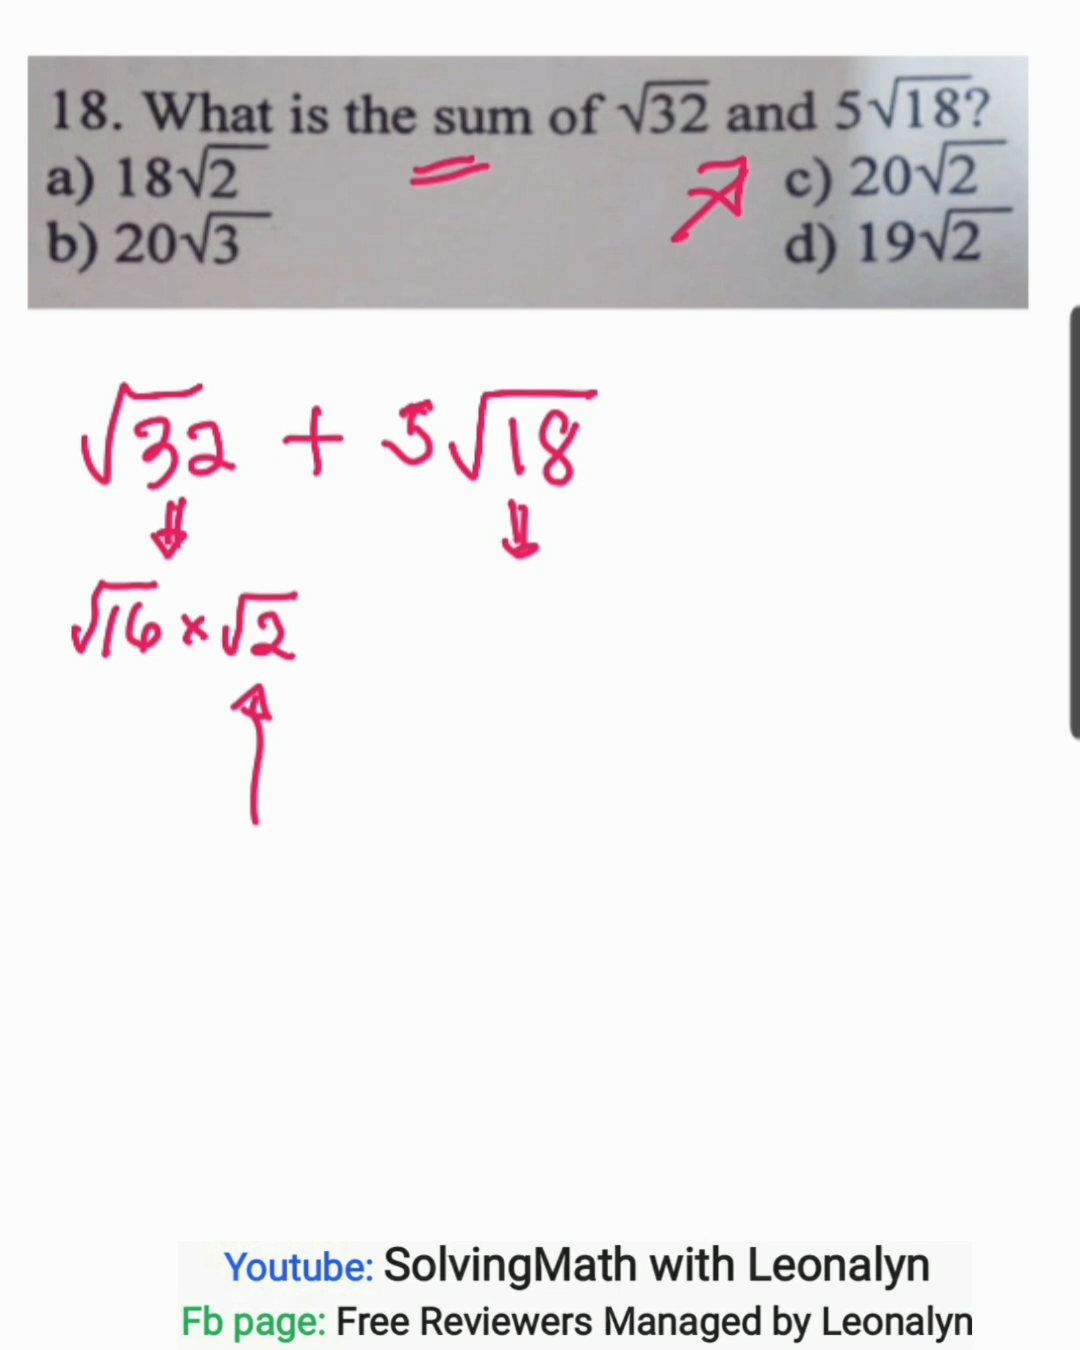 18. What is the sum of √32 and 5√18?
a) 18√2 c) 20√2
b) 20√3 d) 19√2
√32 + 5√18
√16 × √2
Youtube: SolvingMath with Leonalyn
Fb page: Free Reviewers Managed by Leonalyn